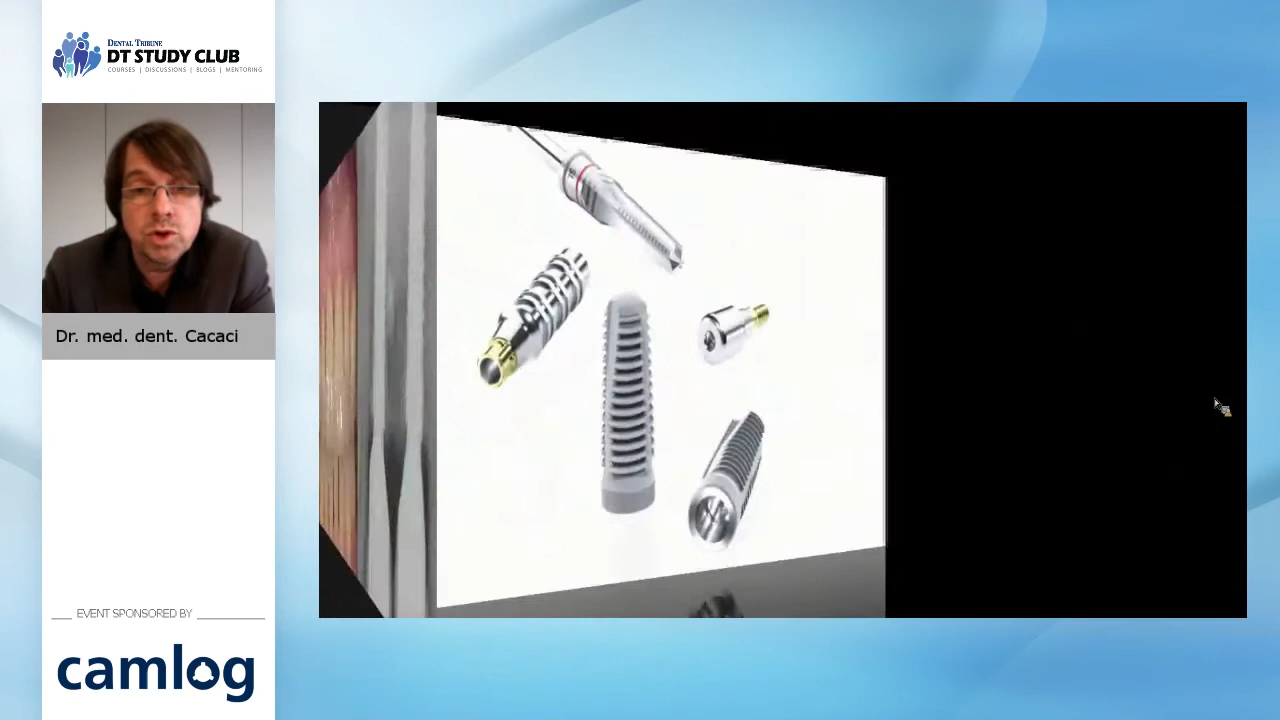 DENTAL TRIBUNE
DT STUDY CLUB
COURSES | DISCUSSIONS | BLOGS | MENTORING
Dr. med. dent. Cacaci
EVENT SPONSORED BY
camlog